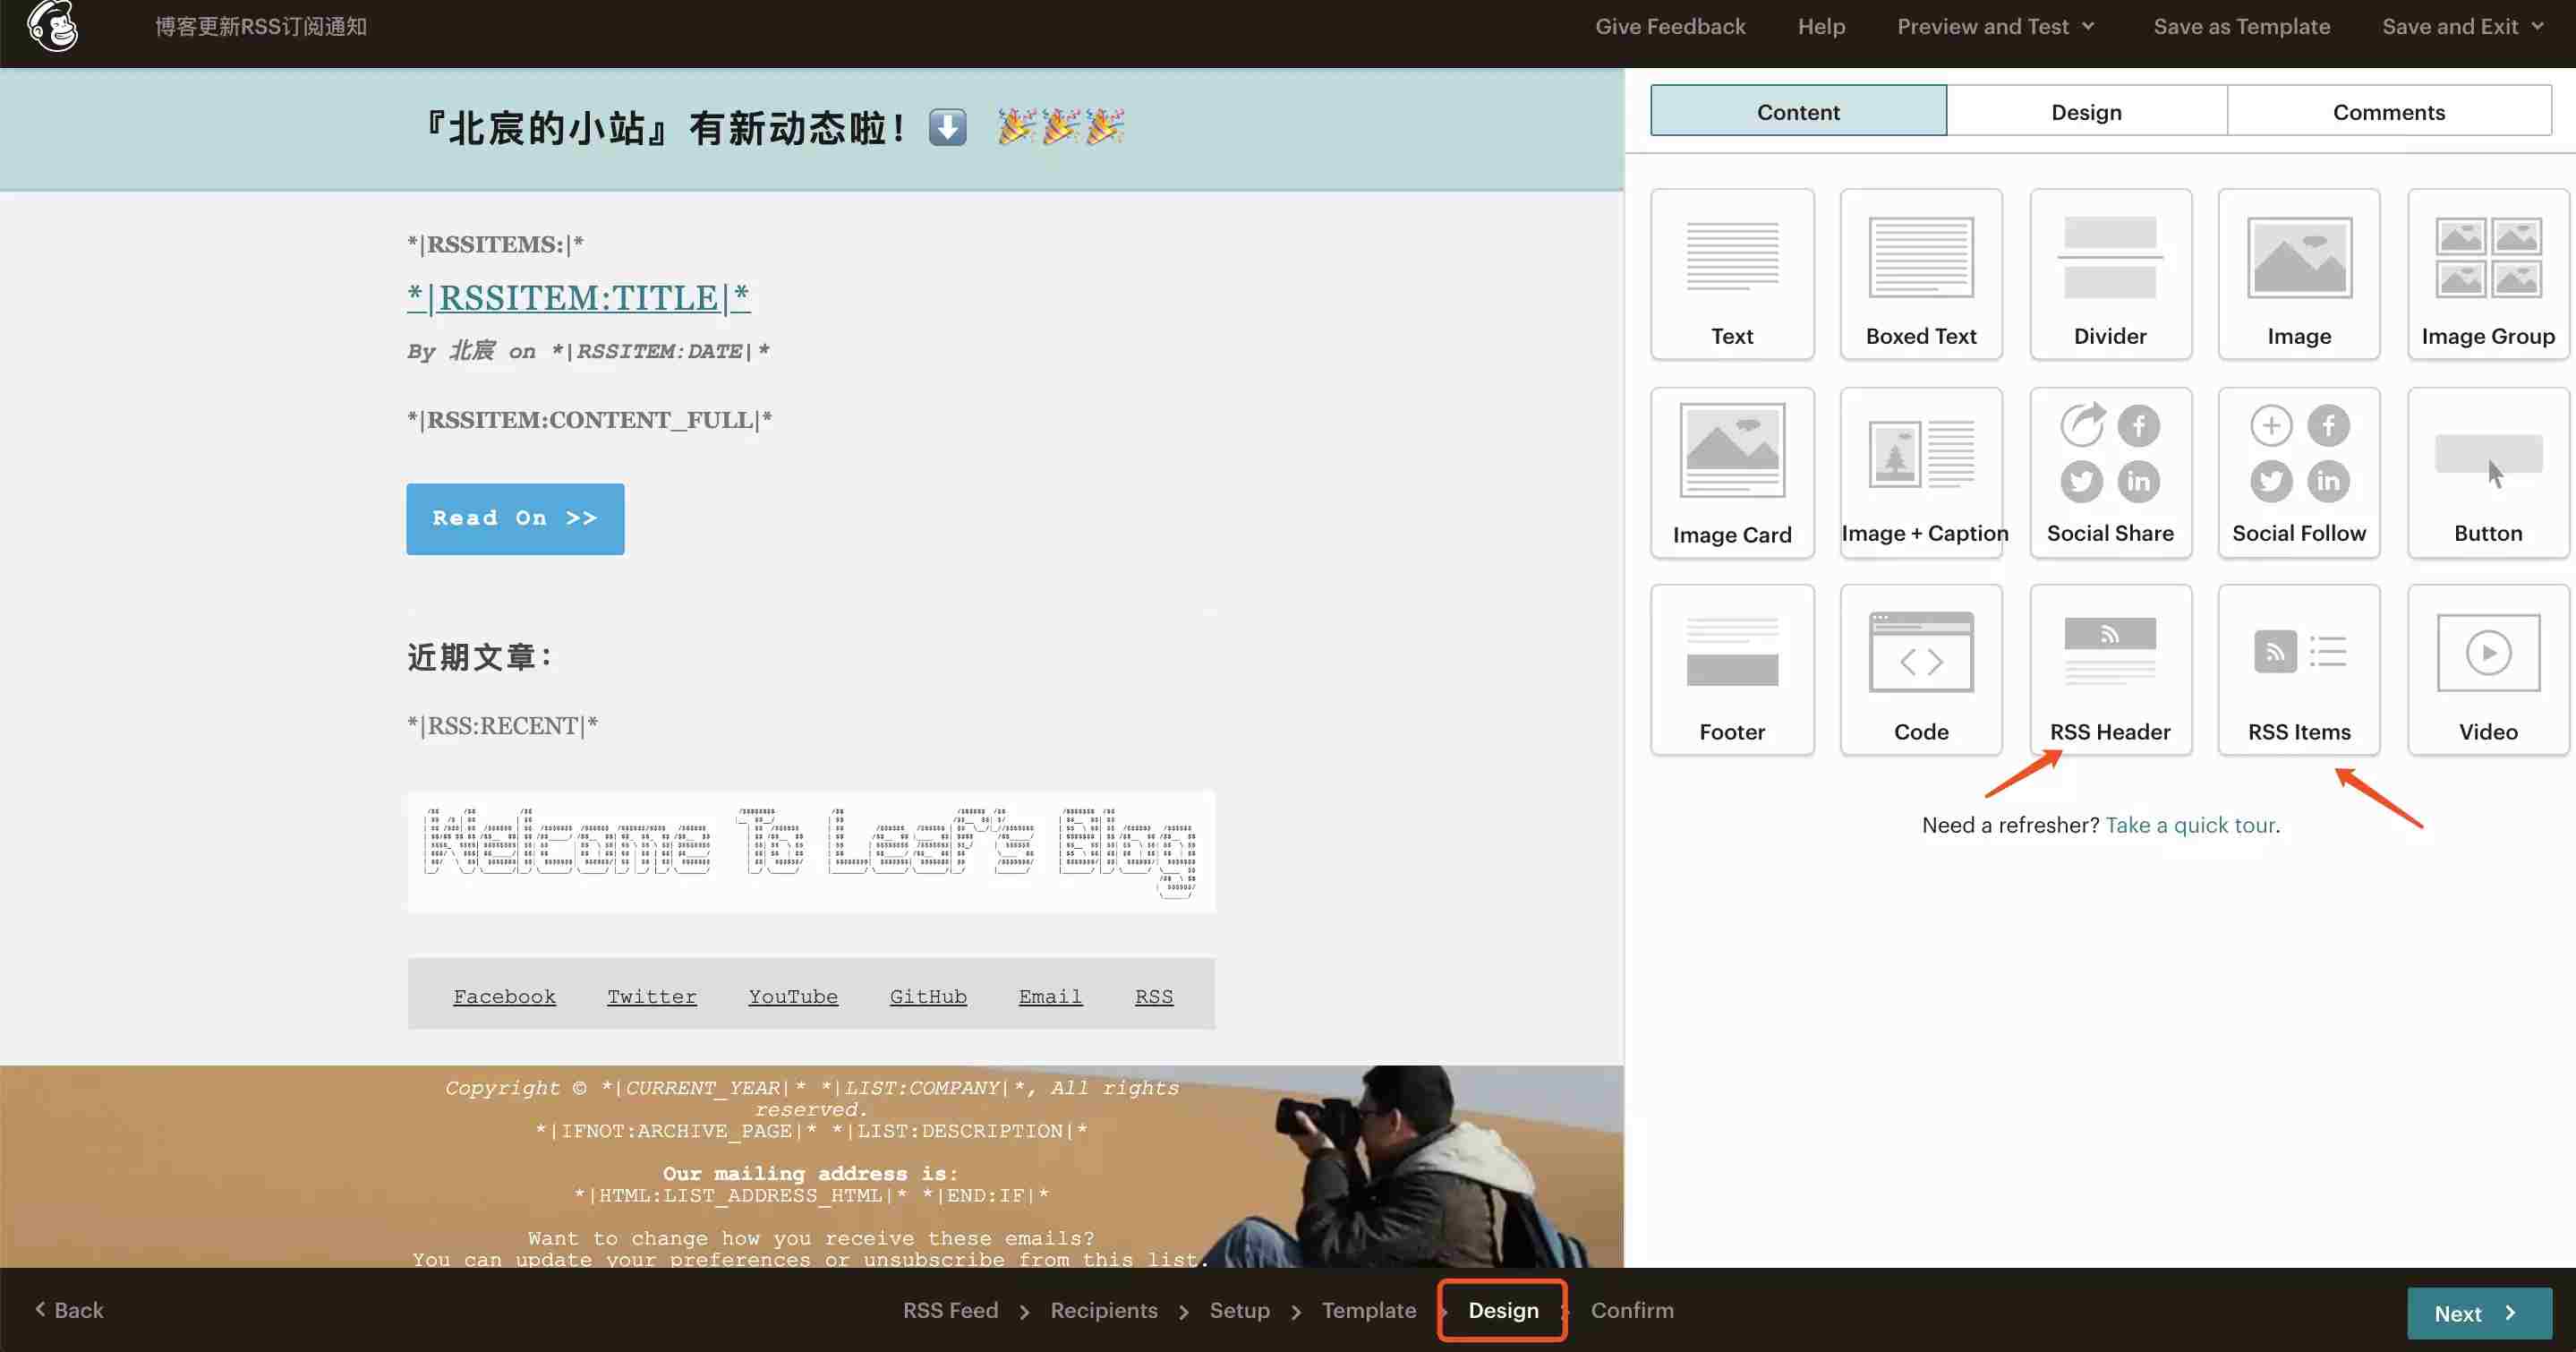 博客更新RSS订阅通知
Give Feedback
Help
Preview and Test
Save as Template
Save and Exit
『北宸的小站』有新动态啦！⬇️ 🎉🎉🎉
*|RSSITEMS:|*
*|RSSITEM:TITLE|*
By 北宸 on *|RSSITEM:DATE|*
*|RSSITEM:CONTENT_FULL|*
Read On >>
近期文章：
*|RSS:RECENT|*
Welcome To Leaf's Blog
Facebook Twitter YouTube GitHub Email RSS
Copyright © *|CURRENT_YEAR|* *|LIST:COMPANY|*, All rights
reserved.
*|IFNOT:ARCHIVE_PAGE|* *|LIST:DESCRIPTION|*
Our mailing address is:
*|HTML:LIST_ADDRESS_HTML|* *|END:IF|*
Want to change how you receive these emails?
You can update your preferences or unsubscribe from this list.
Content
Design
Comments
Text
Boxed Text
Divider
Image
Image Group
Image Card
Image + Caption
Social Share
Social Follow
Button
Footer
Code
RSS Header
RSS Items
Video
Need a refresher? Take a quick tour.
Back
RSS Feed > Recipients > Setup > Template > Design > Confirm
Next >